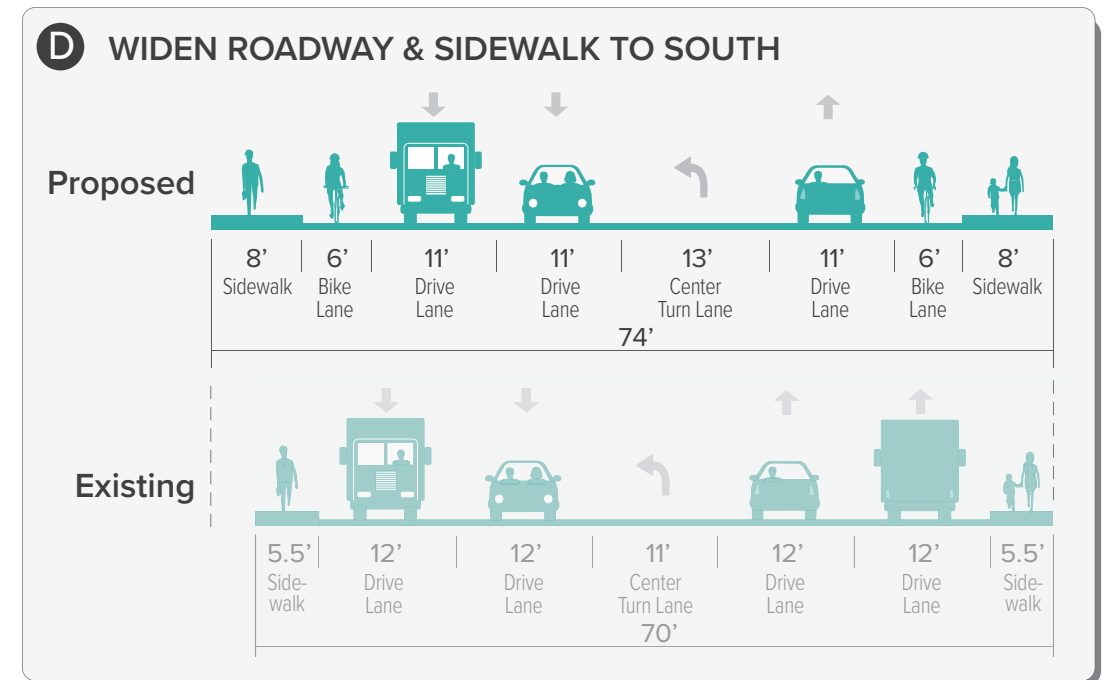 D WIDEN ROADWAY & SIDEWALK TO SOUTH
Proposed
8’ 6’ 11’ 11’ 13’ 11’ 6’ 8’
Sidewalk Bike Drive Drive Center Drive Bike Sidewalk
Lane Lane Lane Turn Lane Lane Lane
74’
Existing
5.5’ 12’ 12’ 11’ 12’ 12’ 5.5’
Side- Drive Drive Center Drive Drive Side-
walk Lane Lane Turn Lane Lane Lane walk
70’